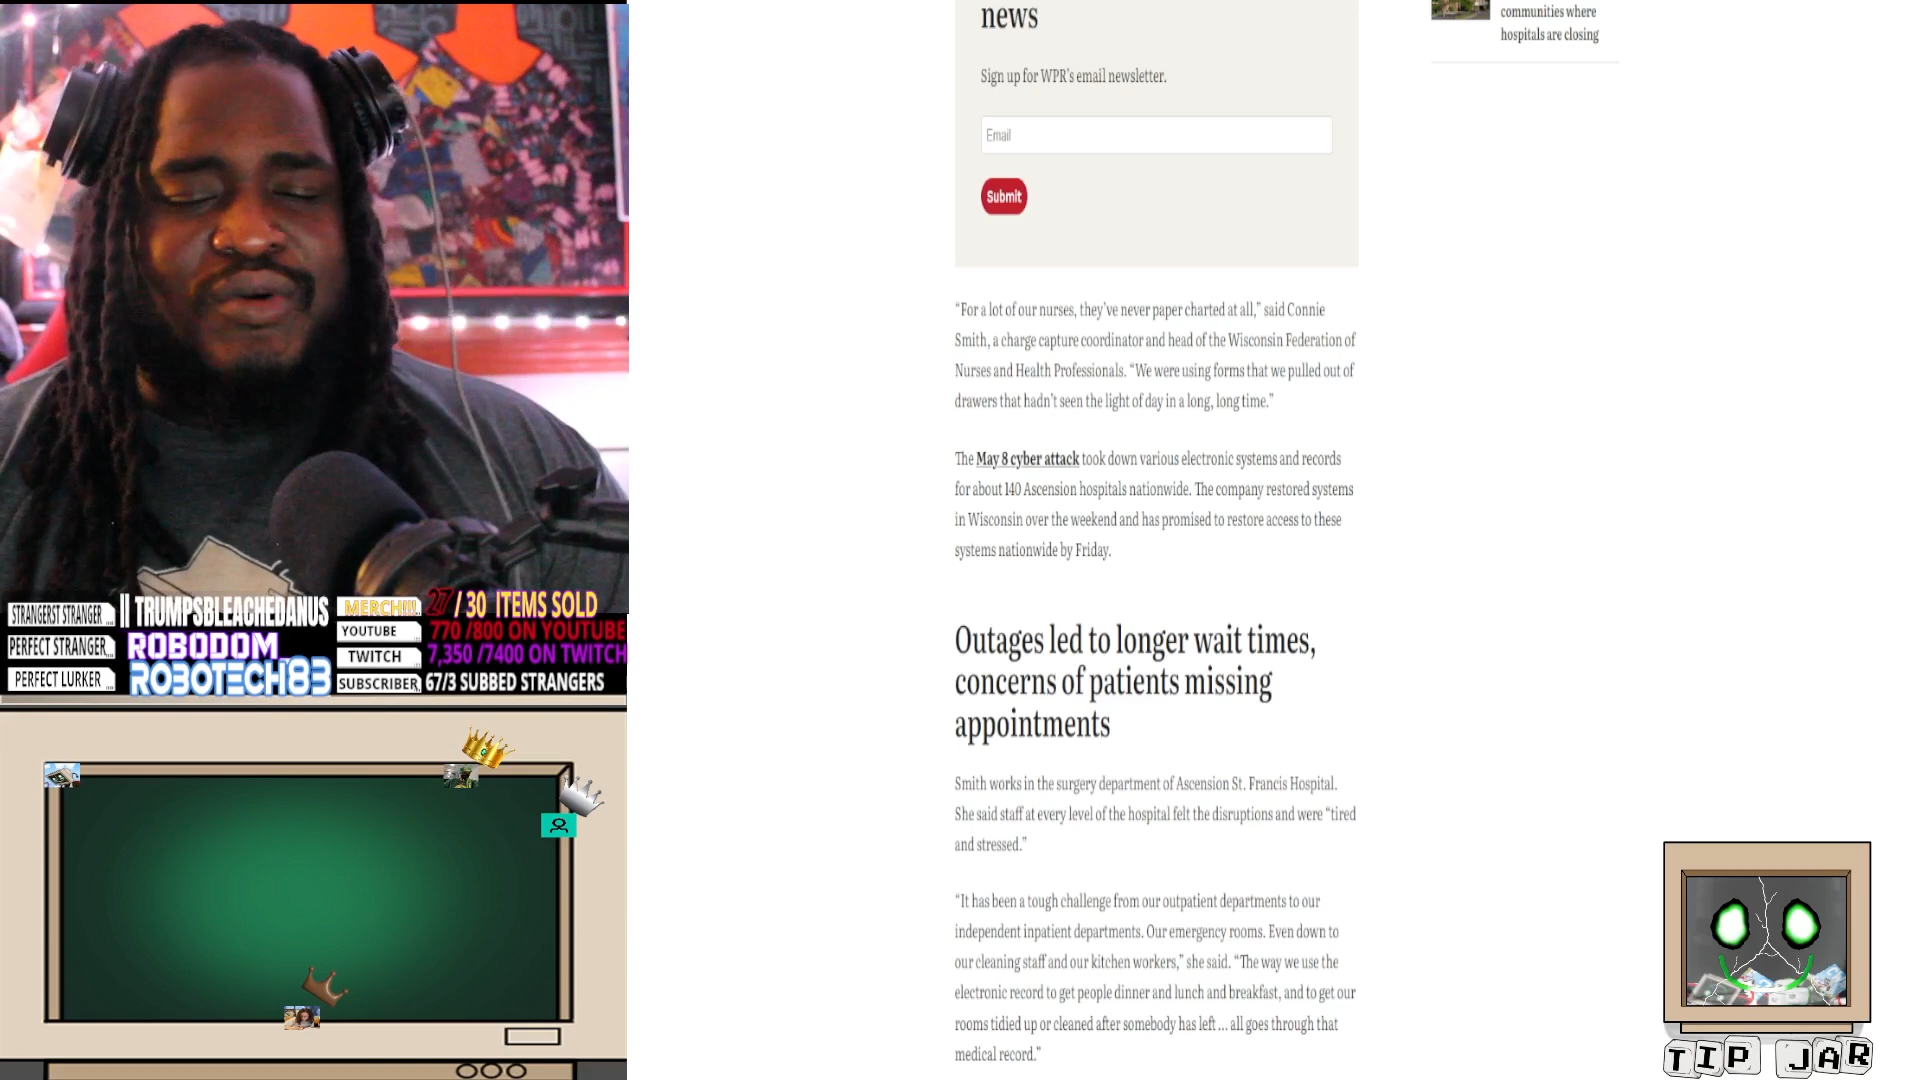 STRANGERST STRANGER
|| TRUMPSBLEACHEDANUS
MERCH!!!
27 / 30 ITEMS SOLD
PERFECT STRANGER
ROBODOM_
YOUTUBE
770 /800 ON YOUTUBE
TWITCH
7,350 /7400 ON TWITCH
PERFECT LURKER
ROBOTECH83
SUBSCRIBER
67/3 SUBBED STRANGERS
news
Sign up for WPR's email newsletter.
Email
Submit
“For a lot of our nurses, they’ve never paper charted at all,” said Connie
Smith, a charge capture coordinator and head of the Wisconsin Federation of
Nurses and Health Professionals. “We were using forms that we pulled out of
drawers that hadn’t seen the light of day in a long, long time.”
The May 8 cyber attack took down various electronic systems and records
for about 140 Ascension hospitals nationwide. The company restored systems
in Wisconsin over the weekend and has promised to restore access to these
systems nationwide by Friday.
Outages led to longer wait times,
concerns of patients missing
appointments
Smith works in the surgery department of Ascension St. Francis Hospital.
She said staff at every level of the hospital felt the disruptions and were “tired
and stressed.”
“It has been a tough challenge from our outpatient departments to our
independent inpatient departments. Our emergency rooms. Even down to
our cleaning staff and our kitchen workers,” she said. “The way we use the
electronic record to get people dinner and lunch and breakfast, and to get our
rooms tidied up or cleaned after somebody has left ... all goes through that
medical record.”
communities where
hospitals are closing
TIP JAR